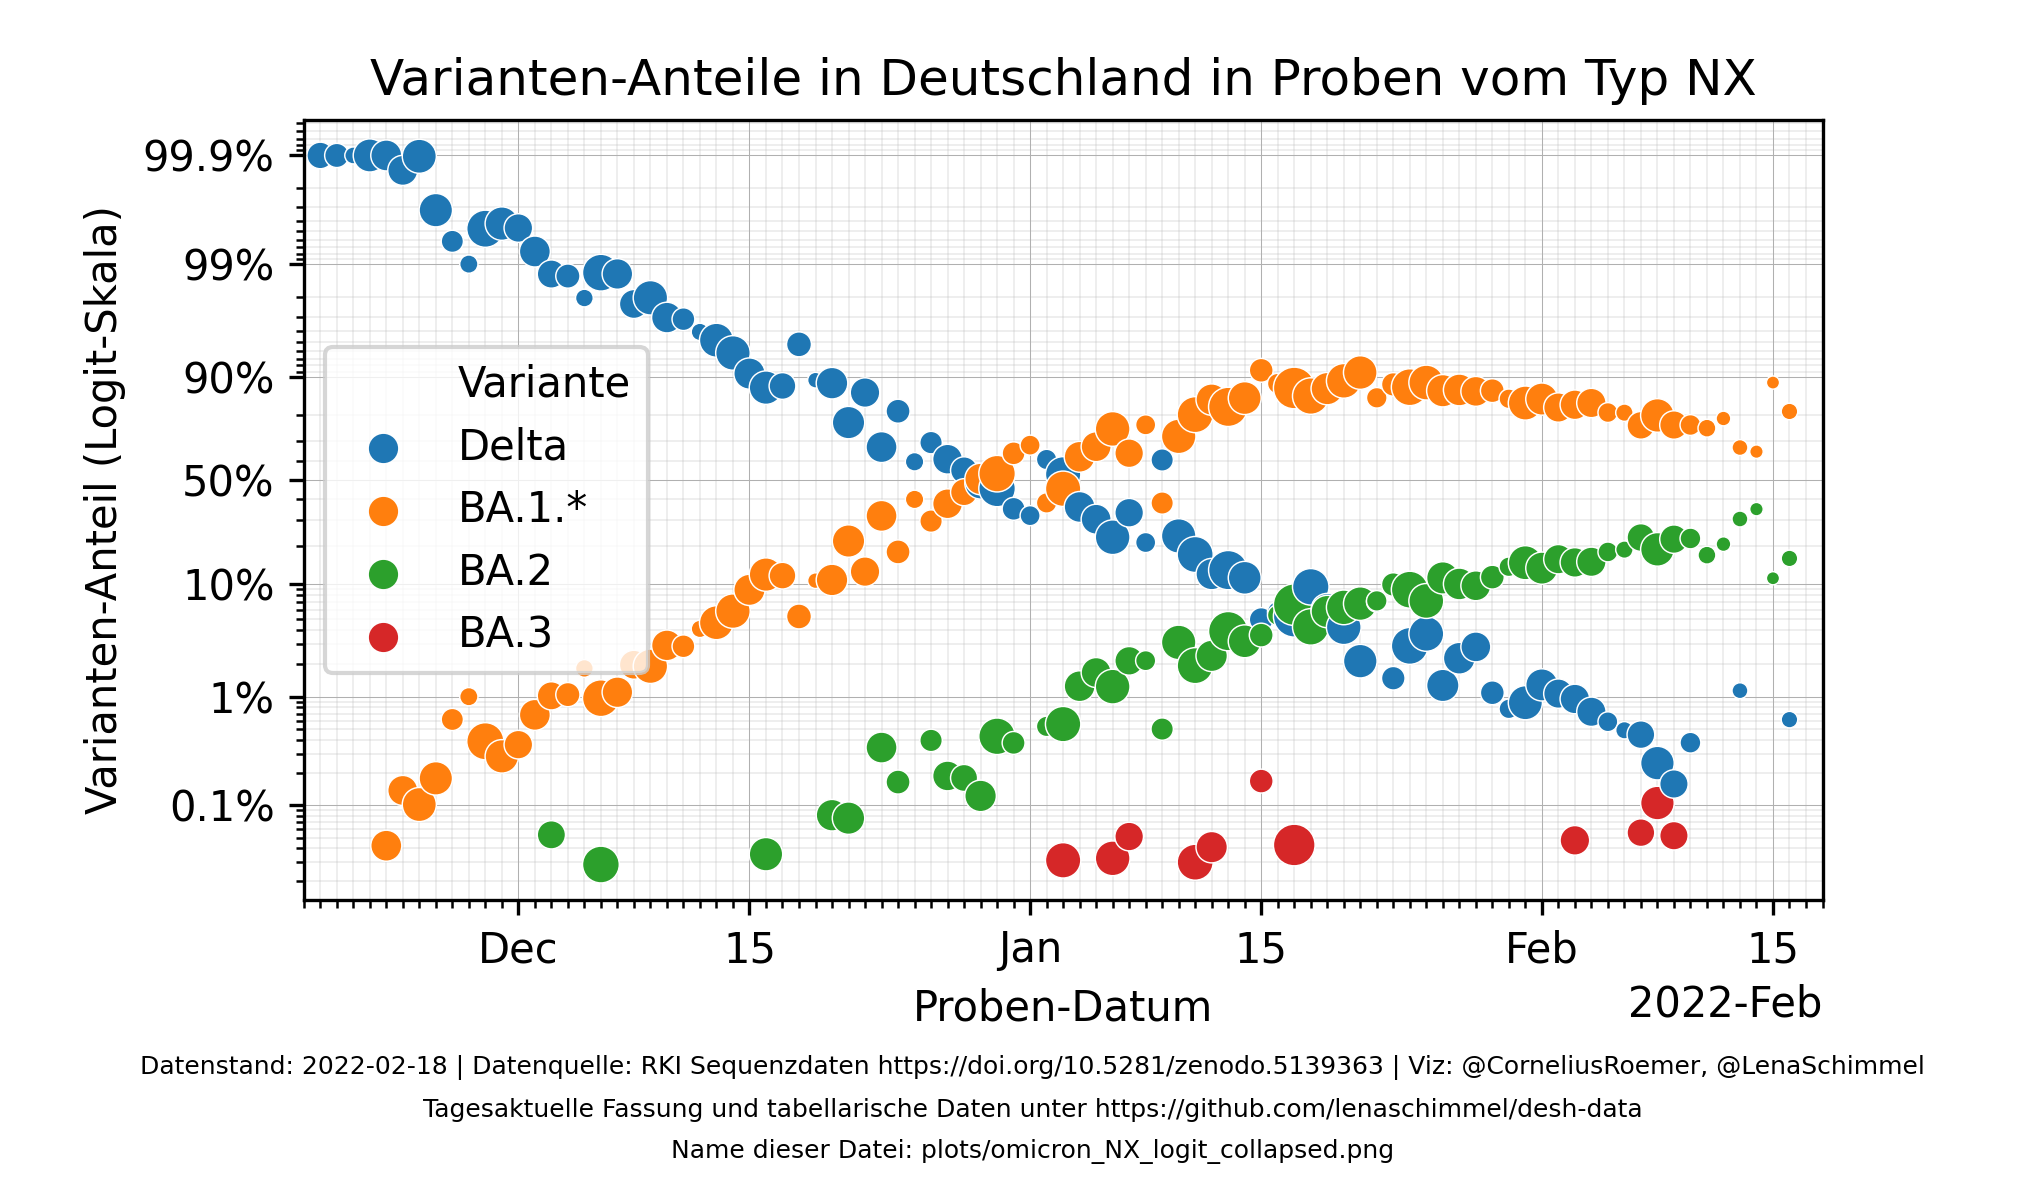 Varianten-Anteile in Deutschland in Proben vom Typ NX
Varianten-Anteil (Logit-Skala)
99.9%
99%
90%
50%
10%
1%
0.1%
Variante
Delta
BA.1.*
BA.2
BA.3
Dec 15 Jan 15 Feb 15
Proben-Datum
2022-Feb
Datenstand: 2022-02-18 | Datenquelle: RKI Sequenzdaten https://doi.org/10.5281/zenodo.5139363 | Viz: @CorneliusRoemer, @LenaSchimmel
Tagesaktuelle Fassung und tabellarische Daten unter https://github.com/lenaschimmel/desh-data
Name dieser Datei: plots/omicron_NX_logit_collapsed.png